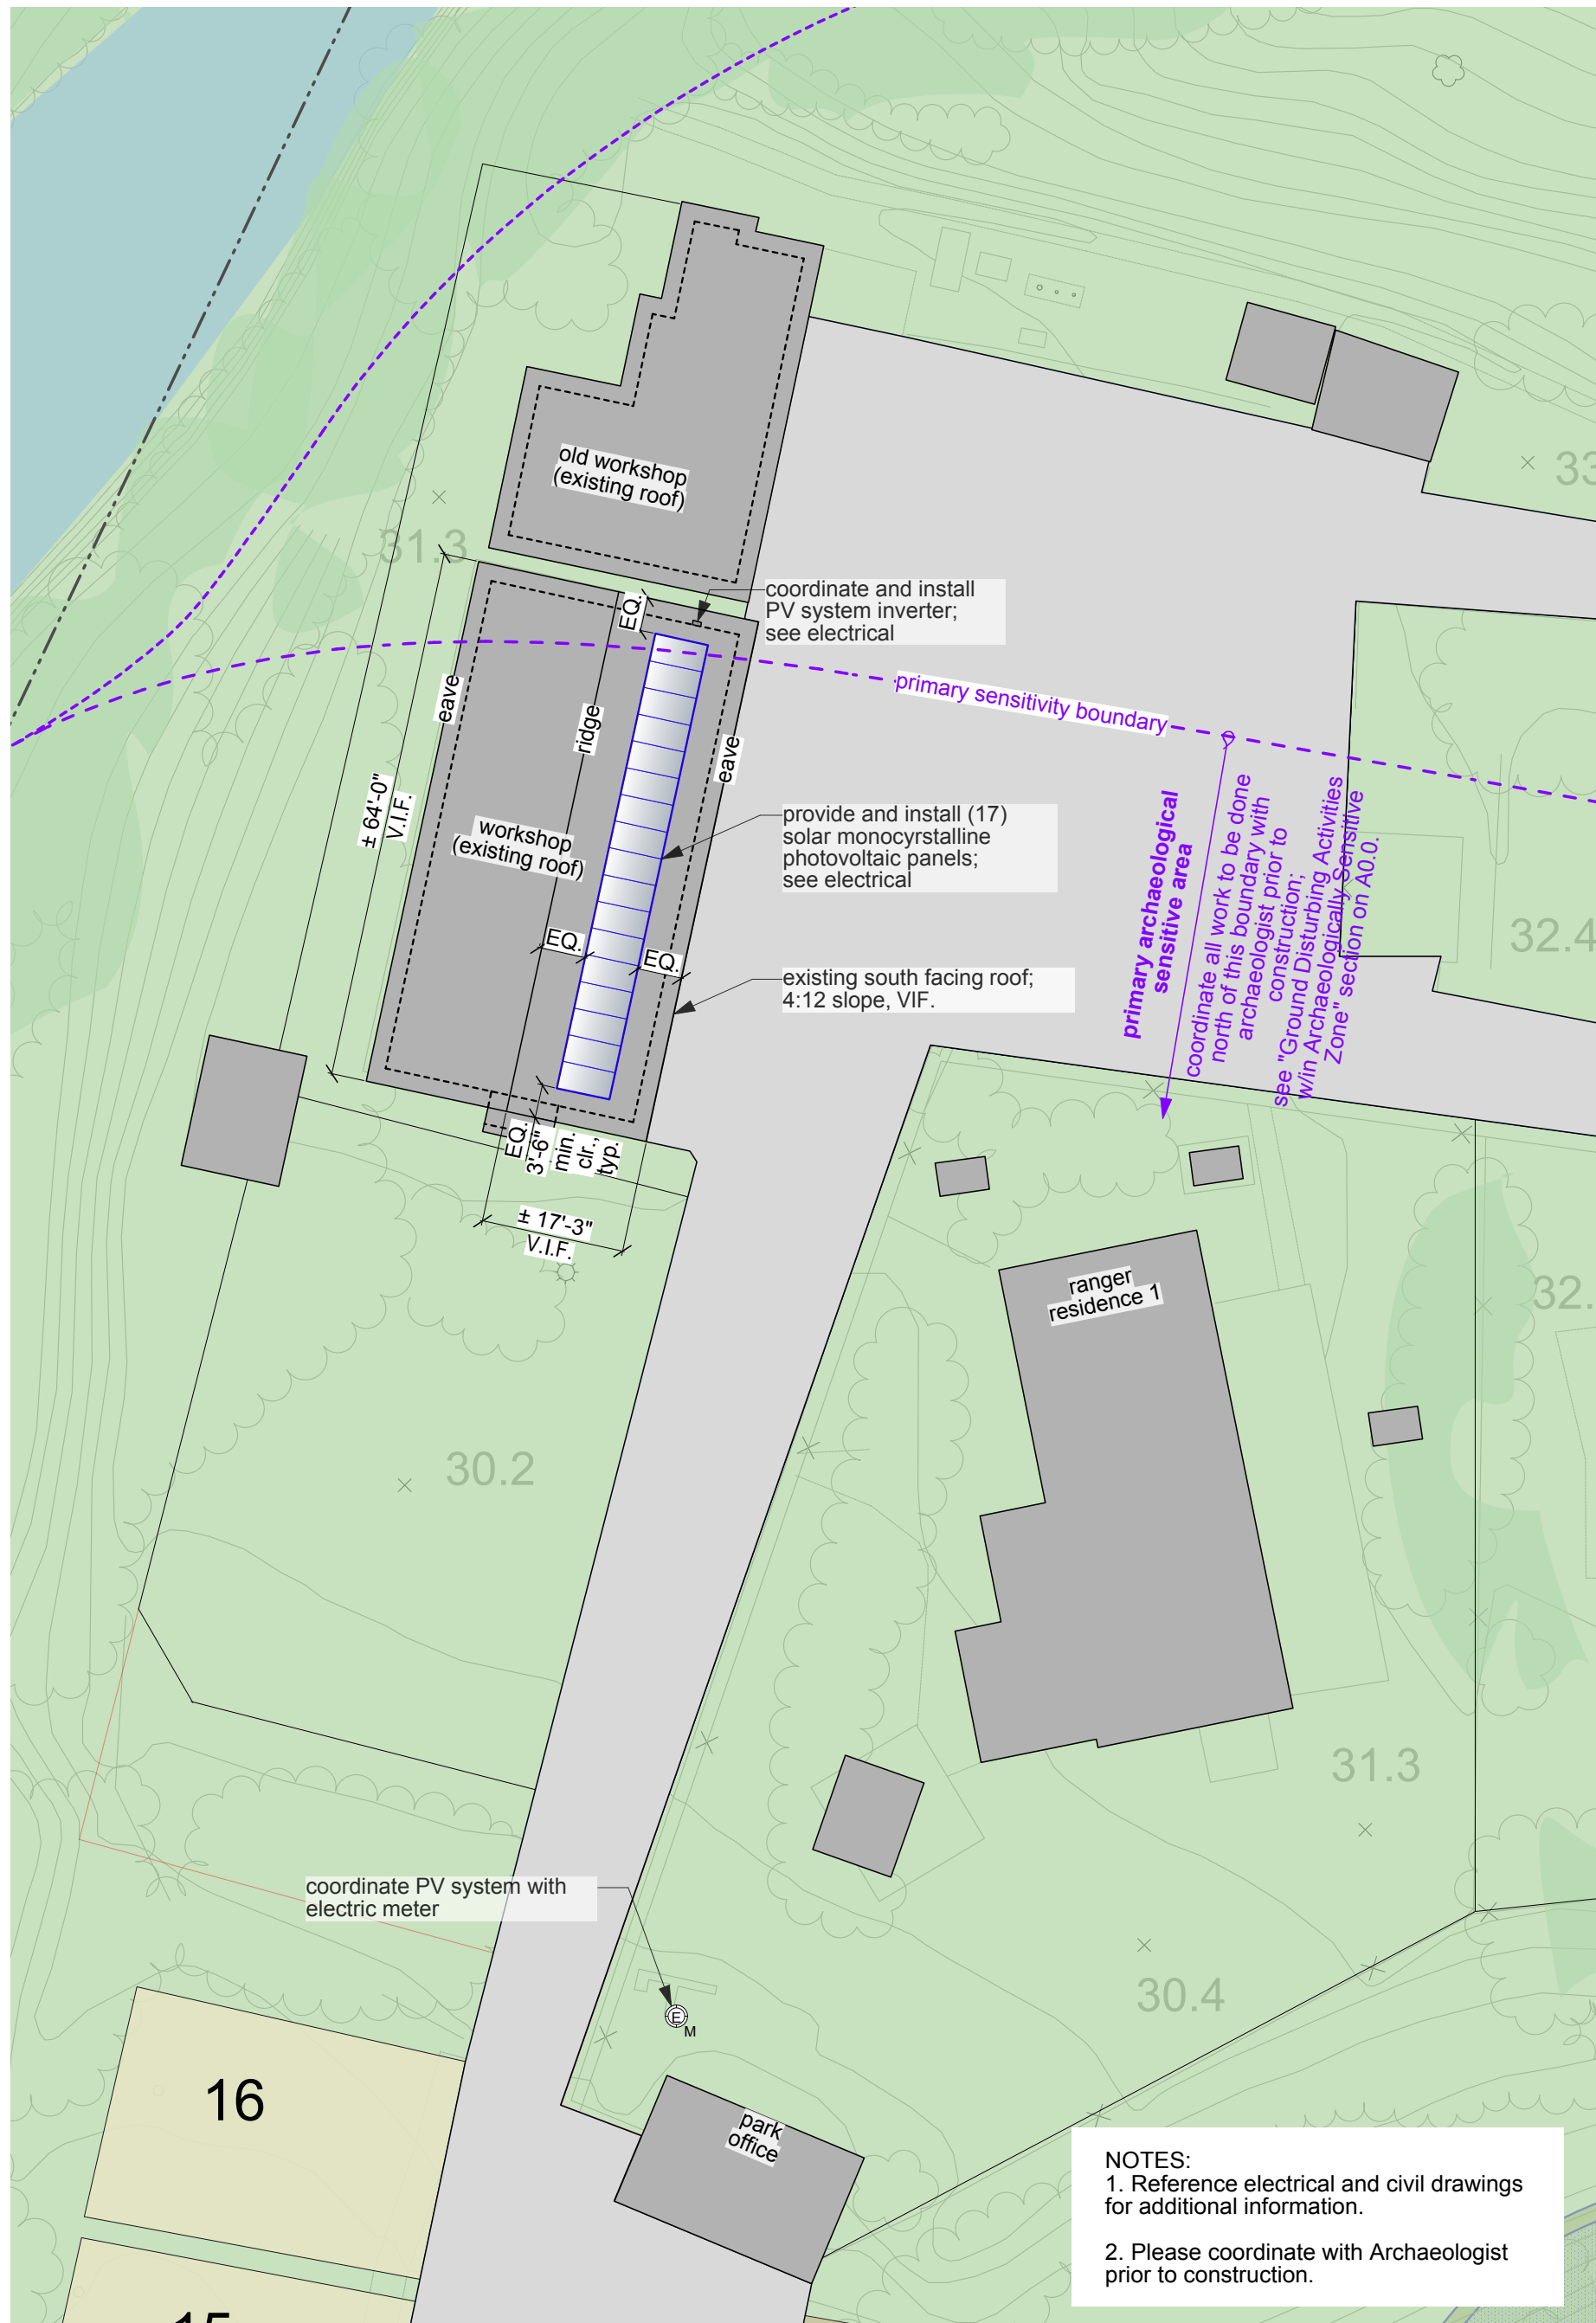 old workshop
(existing roof)
33
31.3
EQ.
coordinate and install
PV system inverter;
see electrical
eave
ridge
eave
primary sensitivity boundary
± 64'-0"
V.I.F.
workshop
(existing roof)
provide and install (17)
solar monocyrstalline
photovoltaic panels;
see electrical
primary archaeological
sensitive area
coordinate all work to be done
north of this boundary with
archaeologist prior to
construction;
see "Ground Disturbing Activities
w/in Archaeologically Sensitive
Zone" section on A0.0.
32.4
EQ.
EQ.
existing south facing roof;
4:12 slope, VIF.
EQ.
3'-6"
min.
clr.,
typ.
± 17'-3"
V.I.F.
ranger
residence 1
32.
30.2
31.3
coordinate PV system with
electric meter
30.4
E
M
16
park
office
NOTES:
1. Reference electrical and civil drawings
for additional information.
2. Please coordinate with Archaeologist
prior to construction.
15